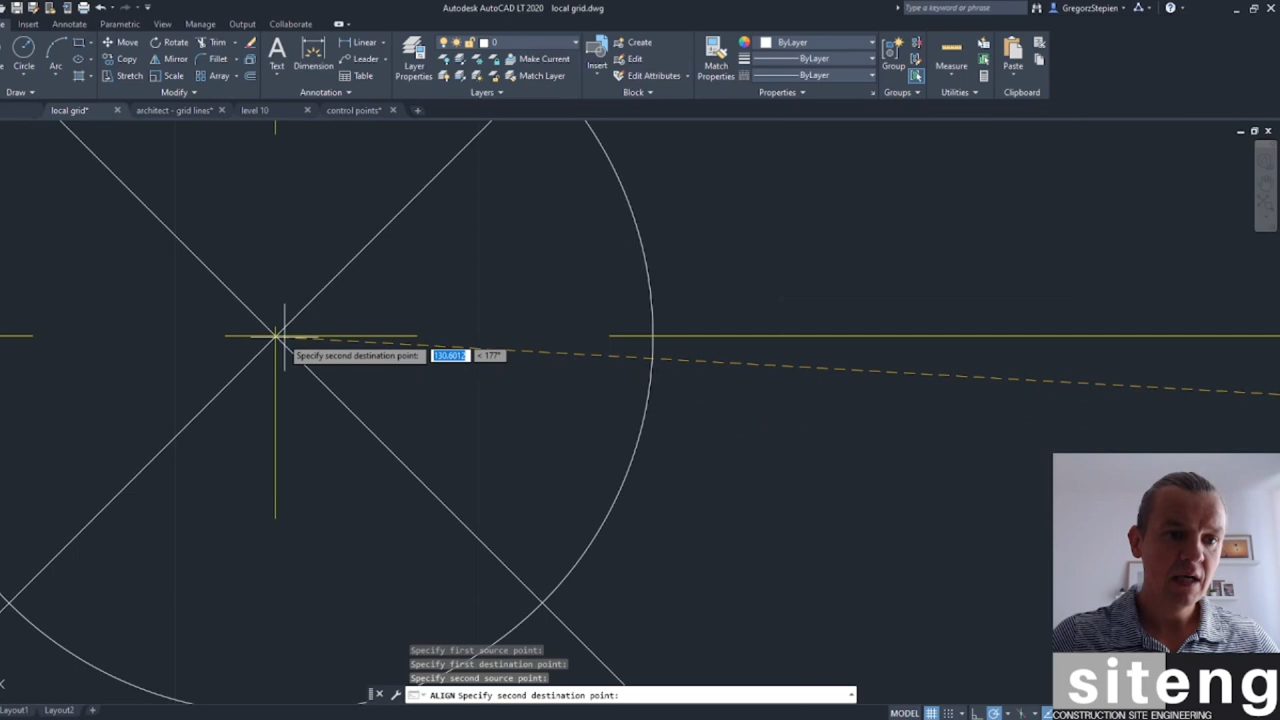 Autodesk AutoCAD LT 2020 local grid.dwg
Type a keyword or phrase
GregorzStepien
Insert Annotate Parametric View Manage Output Collaborate
Circle
Arc
Move Rotate Trim
Copy Mirror Fillet
Stretch Scale Array
Text
Dimension
Linear
Leader
Table
Layer Properties
0
Make Current
Match Layer
Insert
Create
Edit
Edit Attributes
Match Properties
ByLayer
ByLayer
ByLayer
Group
Measure
Paste
Draw Modify Annotation Layers Block Properties Groups Utilities Clipboard
local grid* architect - grid lines* level 10 control points*
Specify second destination point: 130.6012 < 177°
Specify first source point:
Specify first destination point:
Specify second source point:
ALIGN Specify second destination point:
X
Layout1 Layout2
MODEL
siteng
CONSTRUCTION SITE ENGINEERING